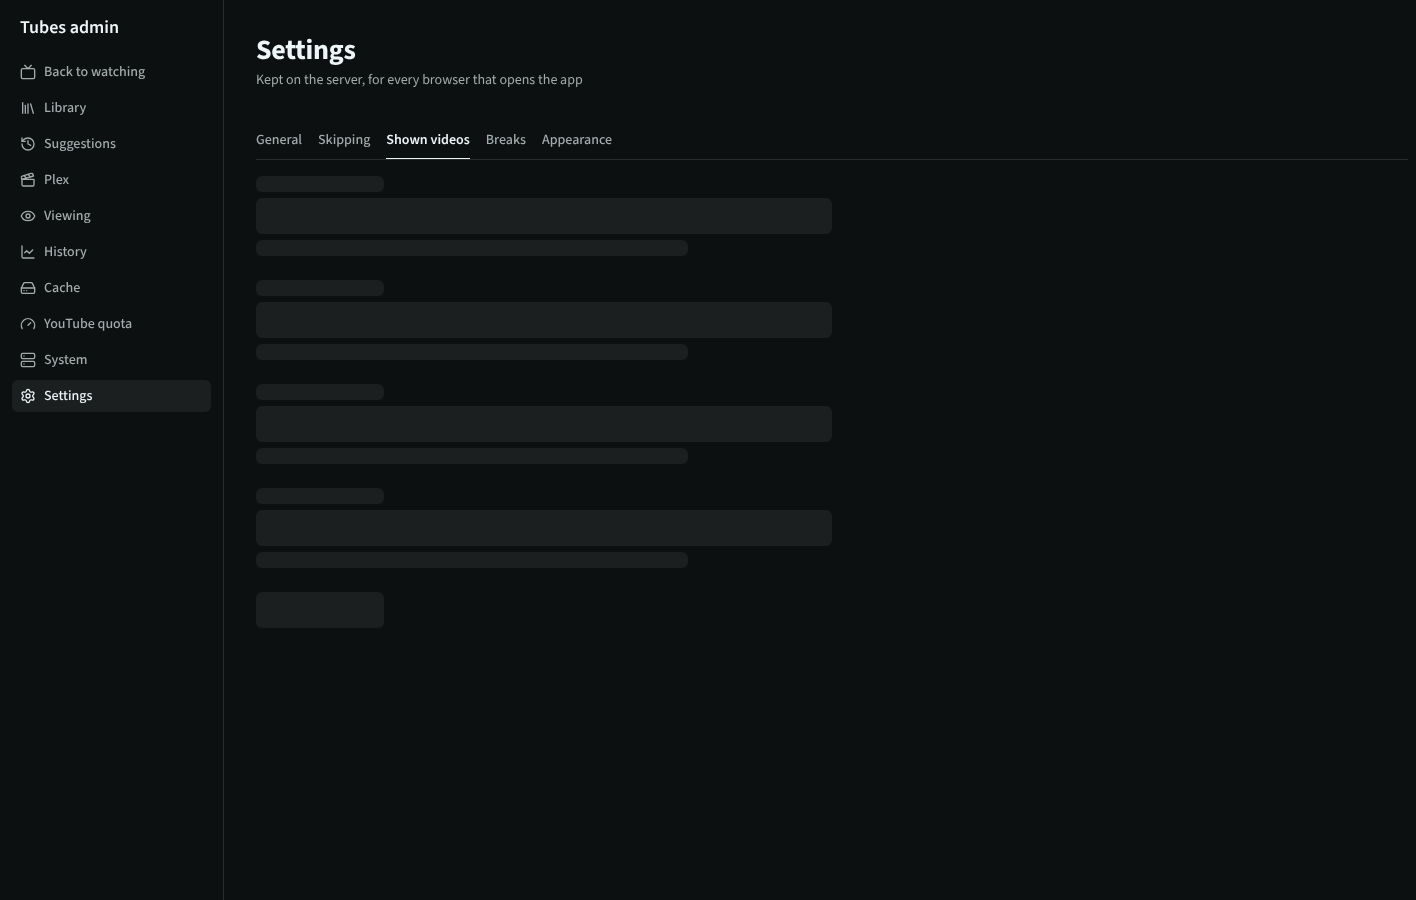 Tubes admin
Back to watching
Library
Suggestions
Plex
Viewing
History
Cache
YouTube quota
System
Settings
Settings
Kept on the server, for every browser that opens the app
General Skipping Shown videos Breaks Appearance